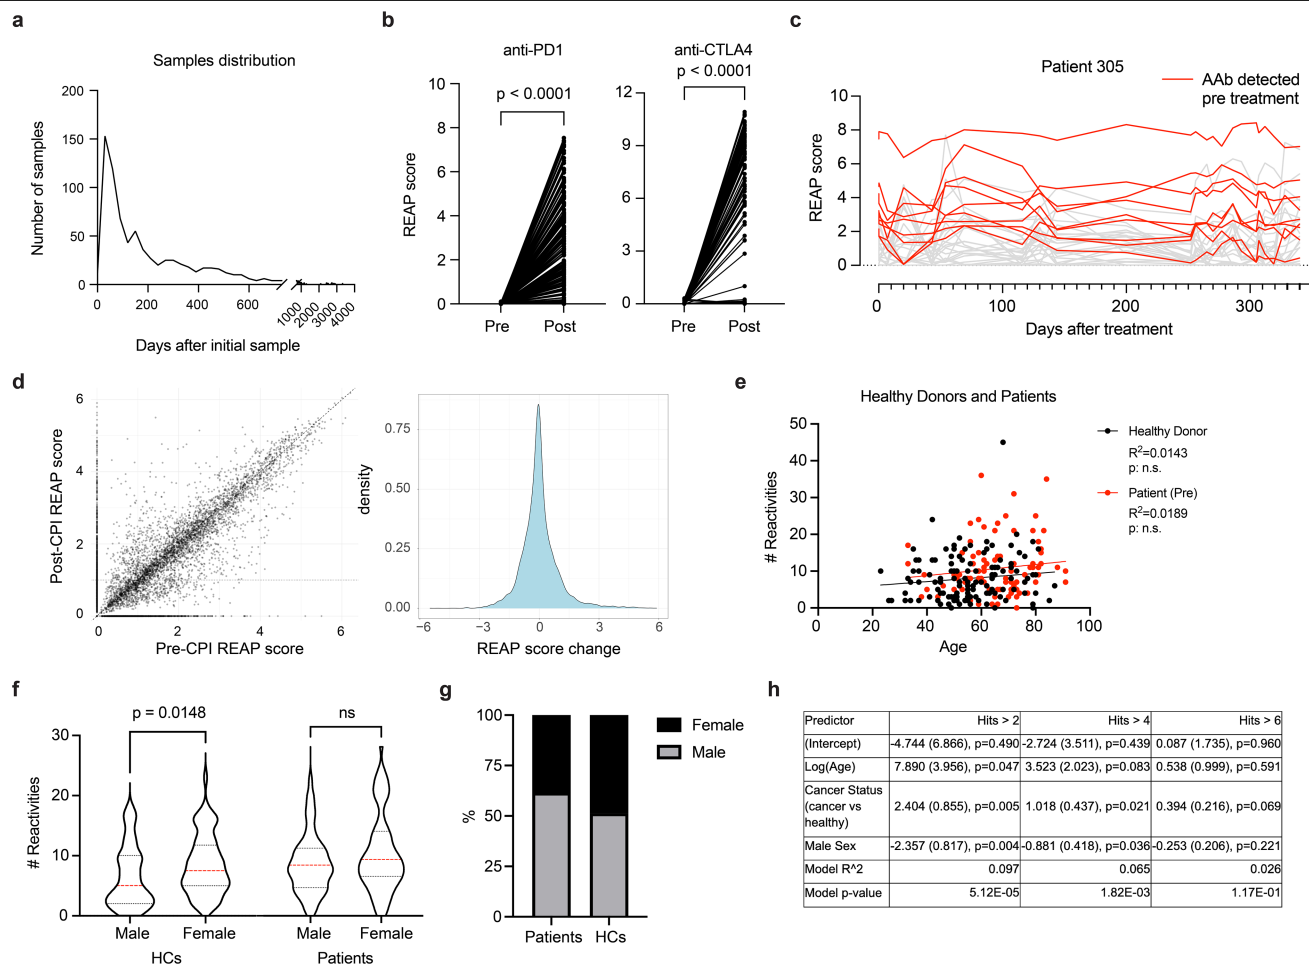 a
Samples distribution
Number of samples
200
150
100
50
0
0 200 400 600 1000 2000 3000 4000
Days after initial sample
b
anti-PD1
p < 0.0001
REAP score
10
8
6
4
2
0
Pre Post
anti-CTLA4
p < 0.0001
12
9
6
3
0
Pre Post
c
Patient 305
AAb detected
pre treatment
REAP score
10
8
6
4
2
0
0 100 200 300
Days after treatment
d
Post-CPI REAP score
6
4
2
0
0 2 4 6
Pre-CPI REAP score
density
0.75
0.50
0.25
0.00
−6 −3 0 3 6
REAP score change
e
Healthy Donors and Patients
# Reactivities
50
40
30
20
10
0
0 20 40 60 80 100
Age
Healthy Donor
R²=0.0143
p: n.s.
Patient (Pre)
R²=0.0189
p: n.s.
f
p = 0.0148
ns
# Reactivities
30
20
10
0
Male Female Male Female
HCs Patients
g
%
100
75
50
25
0
Patients HCs
Female
Male
h
Predictor Hits > 2 Hits > 4 Hits > 6
(Intercept) -4.744 (6.866), p=0.490 -2.724 (3.511), p=0.439 0.087 (1.735), p=0.960
Log(Age) 7.890 (3.956), p=0.047 3.523 (2.023), p=0.083 0.538 (0.999), p=0.591
Cancer Status
(cancer vs 2.404 (0.855), p=0.005 1.018 (0.437), p=0.021 0.394 (0.216), p=0.069
healthy)
Male Sex -2.357 (0.817), p=0.004 -0.881 (0.418), p=0.036 -0.253 (0.206), p=0.221
Model R^2 0.097 0.065 0.026
Model p-value 5.12E-05 1.82E-03 1.17E-01